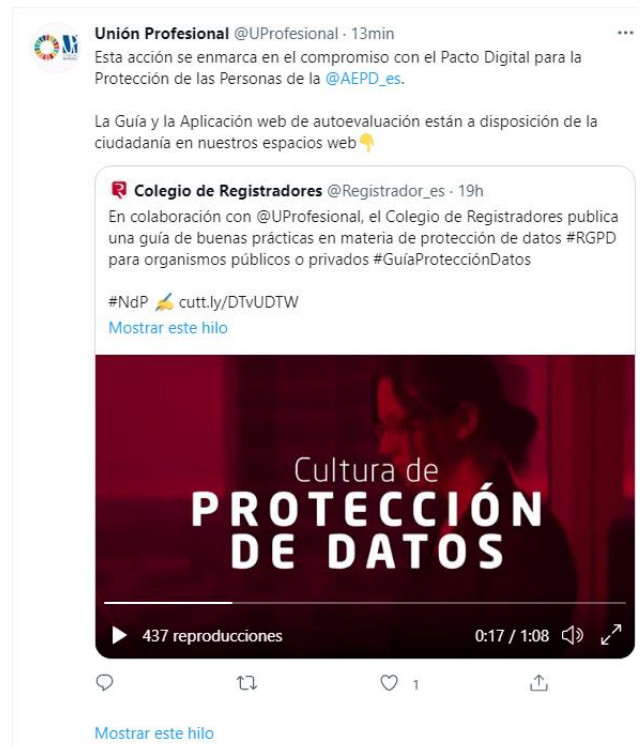 Unión Profesional @UProfesional · 13min
Esta acción se enmarca en el compromiso con el Pacto Digital para la
Protección de las Personas de la @AEPD_es.
La Guía y la Aplicación web de autoevaluación están a disposición de la
ciudadanía en nuestros espacios web👇
Colegio de Registradores @Registrador_es · 19h
En colaboración con @UProfesional, el Colegio de Registradores publica
una guía de buenas prácticas en materia de protección de datos #RGPD
para organismos públicos o privados #GuíaProtecciónDatos
#NdP ✍ cutt.ly/DTvUDTW
Mostrar este hilo
Cultura de
PROTECCIÓN
DE DATOS
437 reproducciones
0:17 / 1:08
1
Mostrar este hilo